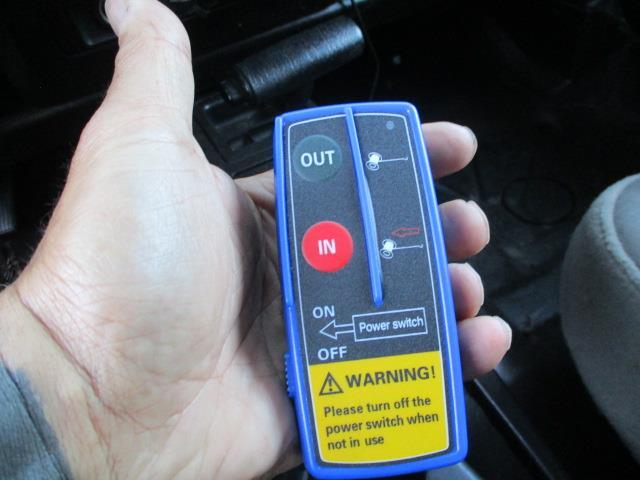 OUT
IN
ON
Power switch
OFF
WARNING!
Please turn off the
power switch when
not in use